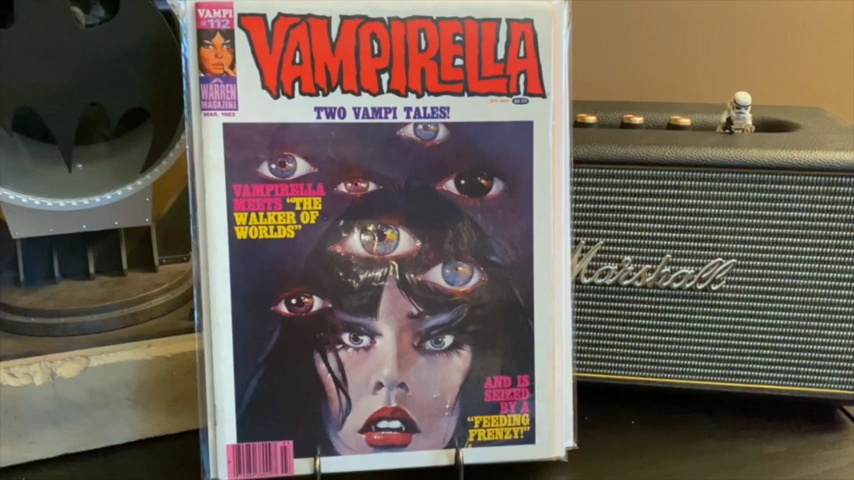 VAMPI
#112
WARREN
MAGAZINE
MAR. 1983
VAMPIRELLA
TWO VAMPI TALES!
VAMPIRELLA
MEETS "THE
WALKER OF
WORLDS"
AND IS
SEIZED
BY A
"FEEDING
FRENZY!"
Marshall